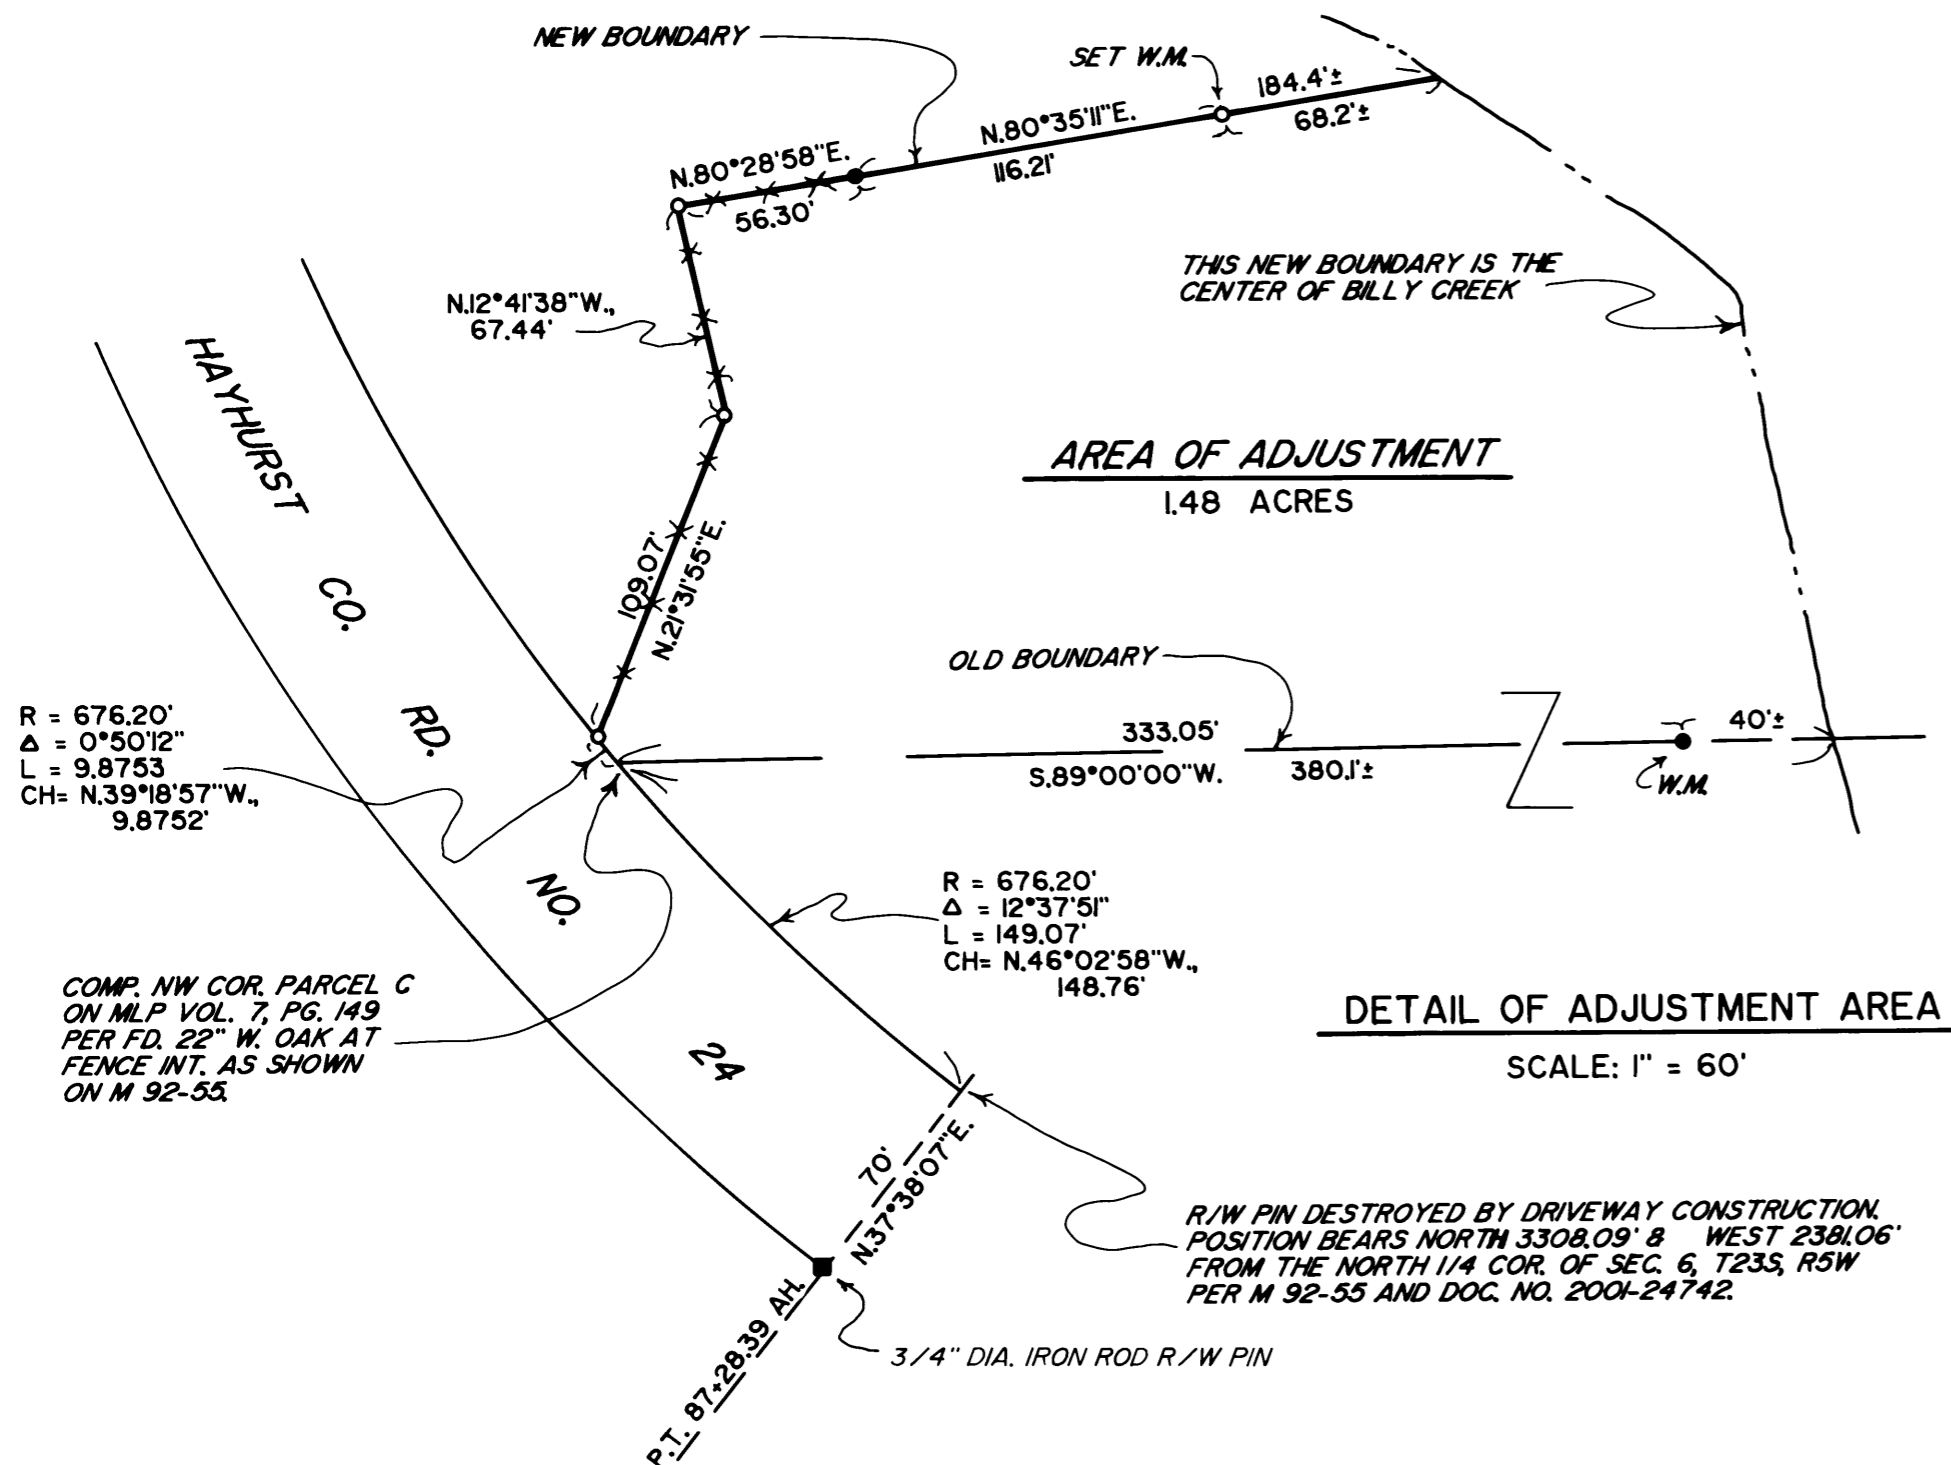 NEW BOUNDARY
SET W.M.
184.4'±
68.2'±
N.80°35'11"E.
116.21'
N.80°28'58"E.
56.30'
THIS NEW BOUNDARY IS THE
CENTER OF BILLY CREEK
N.12°41'38"W.,
67.44'
HAYHURST
CO.
RD.
NO.
24
AREA OF ADJUSTMENT
1.48 ACRES
109.07'
N.21°31'55"E.
OLD BOUNDARY
333.05'
S.89°00'00"W.
380.1'±
40'±
W.M.
R = 676.20'
Δ = 0°50'12"
L = 9.8753
CH= N.39°18'57"W.,
9.8752'
R = 676.20'
Δ = 12°37'51"
L = 149.07'
CH= N.46°02'58"W.,
148.76'
COMP. NW COR. PARCEL C
ON MLP VOL. 7, PG. 149
PER FD. 22" W. OAK AT
FENCE INT. AS SHOWN
ON M 92-55.
DETAIL OF ADJUSTMENT AREA
SCALE: 1" = 60'
70'
N.37°38'07"E.
R/W PIN DESTROYED BY DRIVEWAY CONSTRUCTION.
POSITION BEARS NORTH 3308.09' & WEST 2381.06'
FROM THE NORTH 1/4 COR. OF SEC. 6, T23S, R5W
PER M 92-55 AND DOC. NO. 2001-24742.
3/4" DIA. IRON ROD R/W PIN
P.T. 87+28.39 AH.